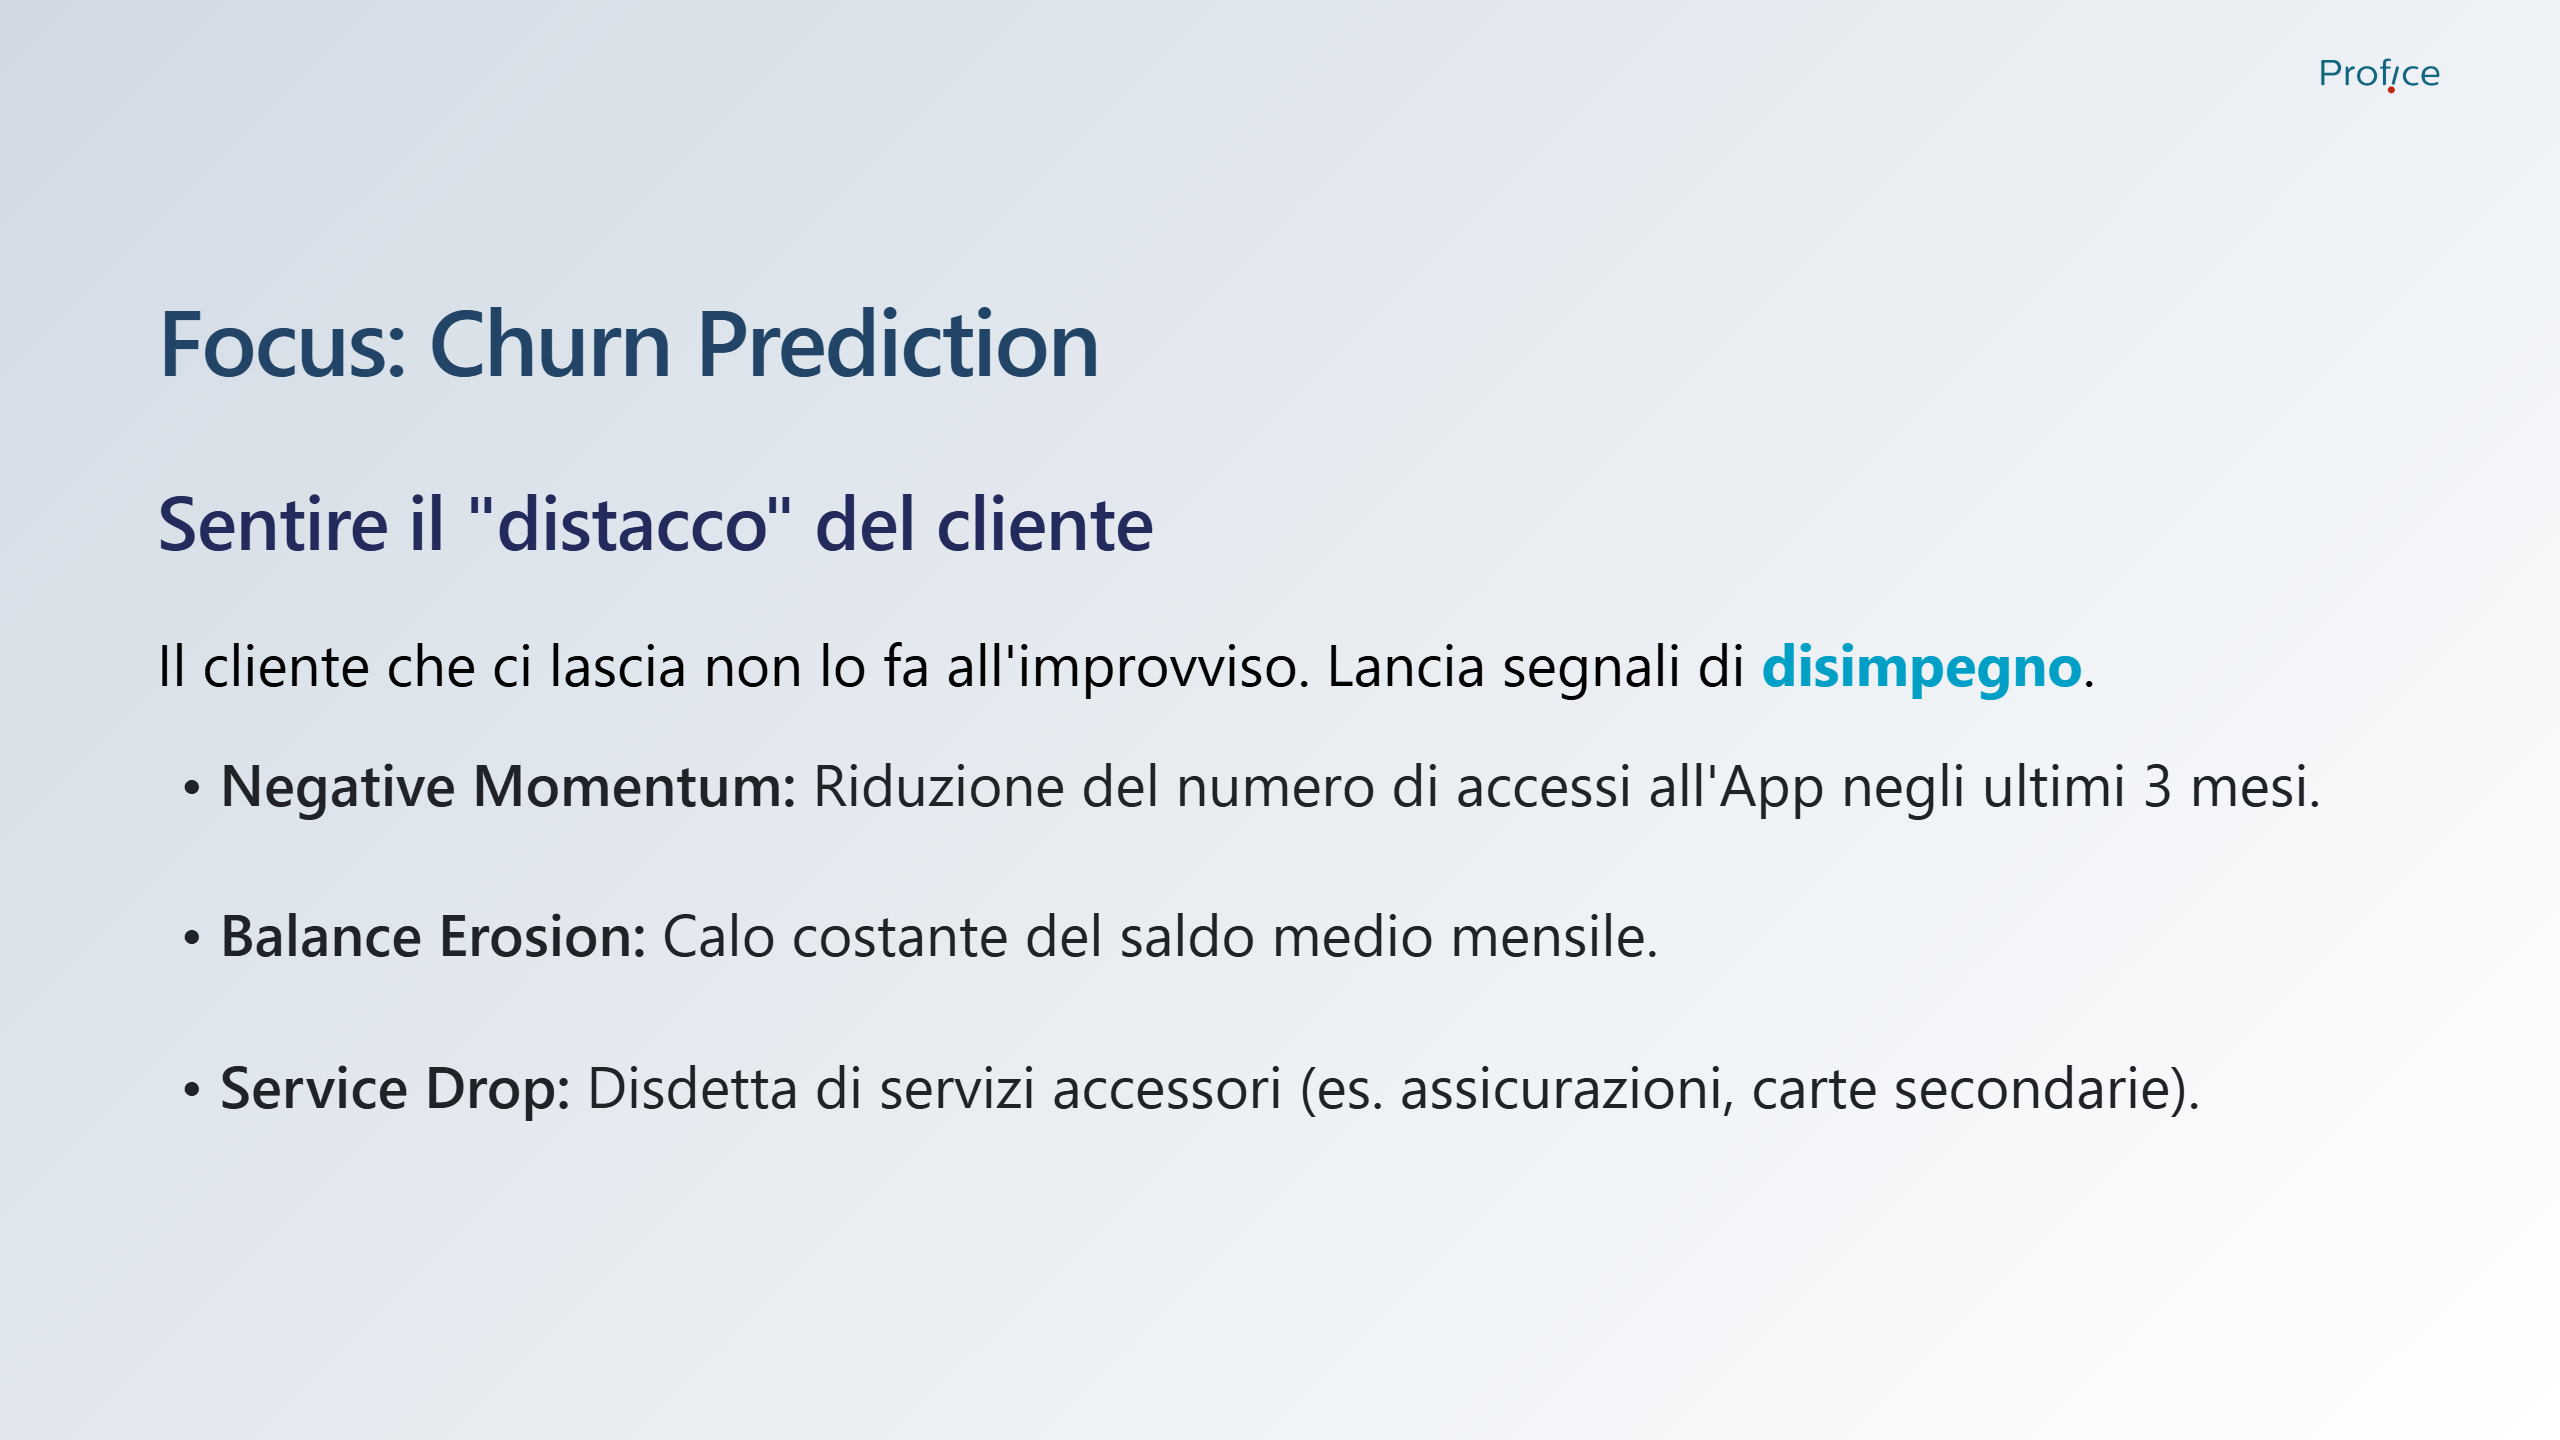 Profice
Focus: Churn Prediction
Sentire il "distacco" del cliente
Il cliente che ci lascia non lo fa all'improvviso. Lancia segnali di disimpegno.
• Negative Momentum: Riduzione del numero di accessi all'App negli ultimi 3 mesi.
• Balance Erosion: Calo costante del saldo medio mensile.
• Service Drop: Disdetta di servizi accessori (es. assicurazioni, carte secondarie).